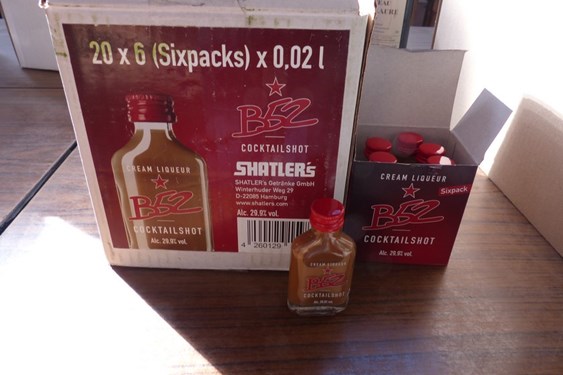 20 x 6 (Sixpacks) x 0,02 l
B52
COCKTAILSHOT
SHATLER's
SHATLER's Getränke GmbH
Winterhuder Weg 29
D-22085 Hamburg
www.shatlers.com
Alc. 29,9% vol.
4 260129
CREAM LIQUEUR
B52
COCKTAILSHOT
Alc. 29,9% vol.
CREAM LIQUEUR
Sixpack
B52
COCKTAILSHOT
Alc. 29,9% vol.
CREAM LIQUEUR
B52
COCKTAILSHOT